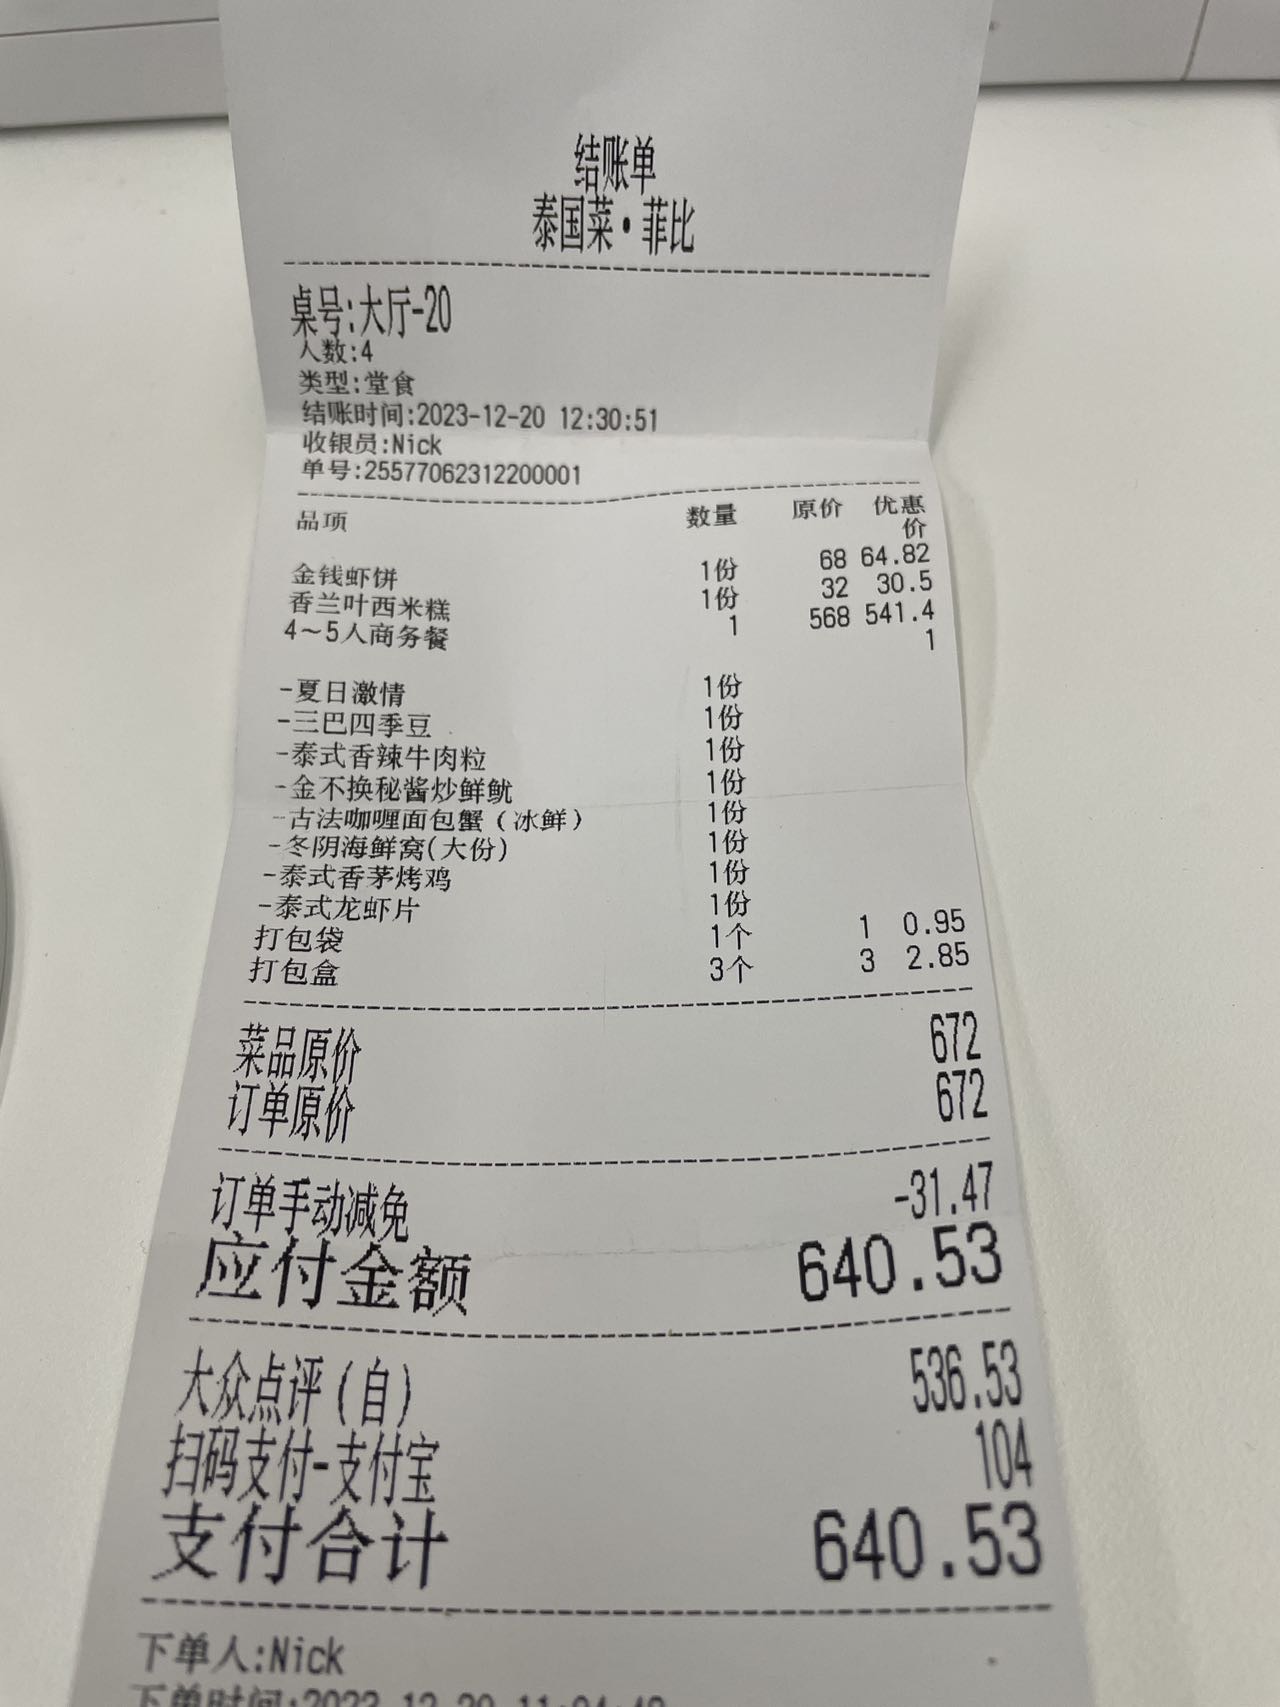 结账单
泰国菜·菲比
桌号:大厅-20
人数:4
类型:堂食
结账时间:2023-12-20 12:30:51
收银员:Nick
单号:255770623122000​01
品项 数量 原价 优惠价
金钱虾饼 1份 68 64.82
香兰叶西米糕 1份 32 30.5
4~5人商务餐 1 568 541.41
-夏日激情 1份
-三巴四季豆 1份
-泰式香辣牛肉粒 1份
-金不换秘酱炒鲜鱿 1份
-古法咖喱面包蟹（冰鲜） 1份
-冬阴海鲜窝(大份) 1份
-泰式香茅烤鸡 1份
-泰式龙虾片 1份
打包袋 1个 1 0.95
打包盒 3个 3 2.85
菜品原价 672
订单原价 672
订单手动减免 -31.47
应付金额 640.53
大众点评(自) 536.53
扫码支付-支付宝 104
支付合计 640.53
下单人:Nick
下单时间:2023-12-20